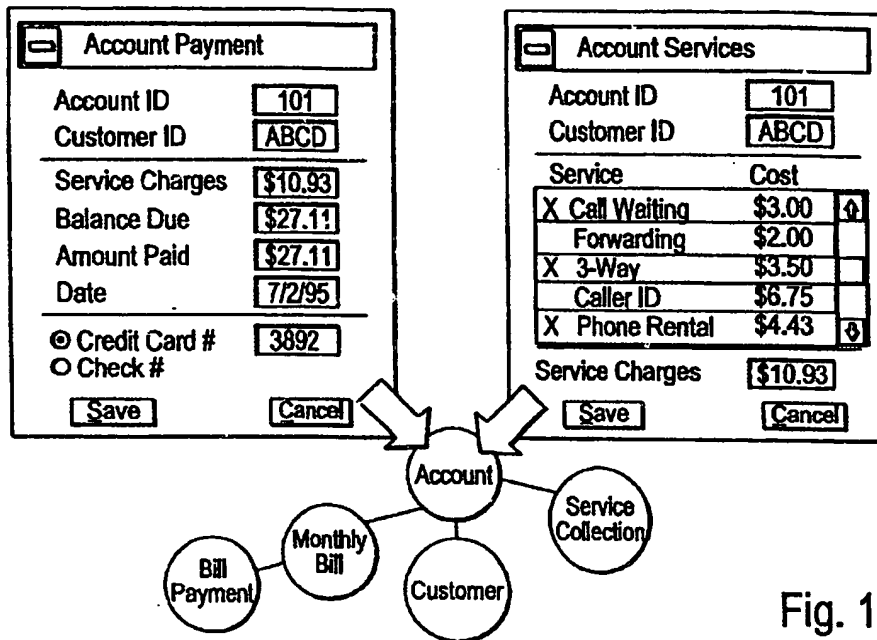 Account Payment
Account ID 101
Customer ID ABCD
Service Charges $10.93
Balance Due $27.11
Amount Paid $27.11
Date 7/2/95
Credit Card # 3892
Check #
Save Cancel
Account Services
Account ID 101
Customer ID ABCD
Service Cost
X Call Waiting $3.00
Forwarding $2.00
X 3-Way $3.50
Caller ID $6.75
X Phone Rental $4.43
Service Charges $10.93
Save Cancel
Account
Service
Collection
Monthly
Bill
Bill
Payment
Customer
Fig. 1